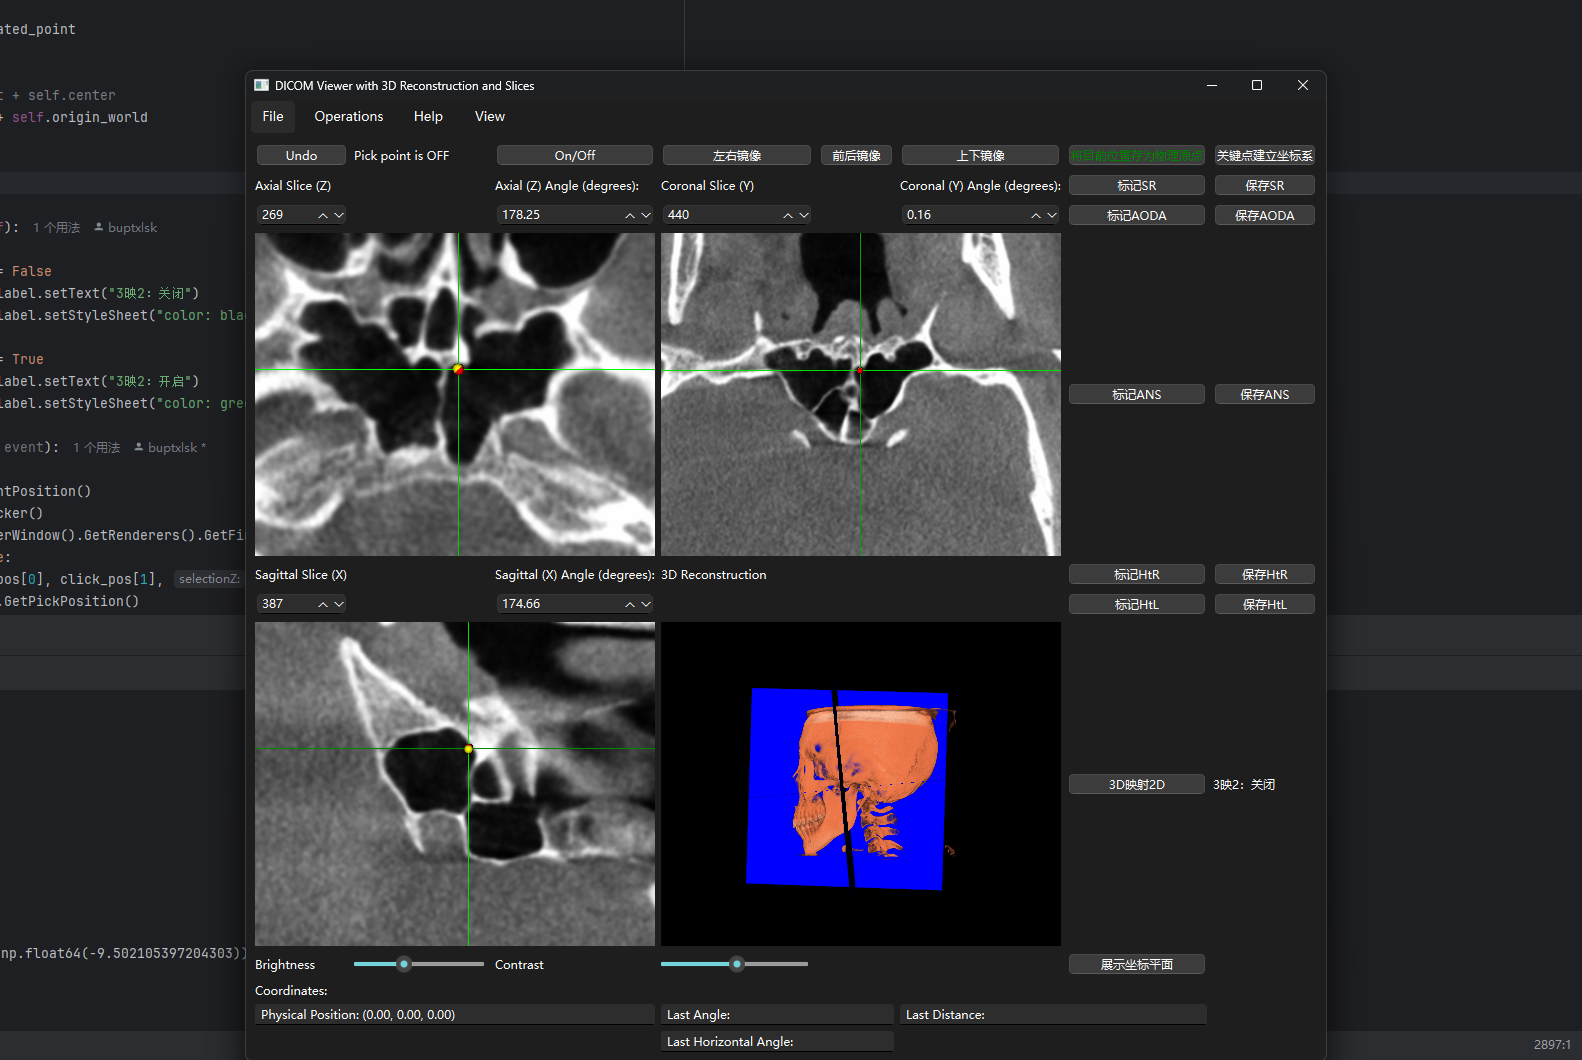 ated_point
+ self.center
+ self.origin_world
): 1 个用法 buptxlsk
= False
label.setText("3映2: 关闭")
label.setStyleSheet("color: bla
= True
label.setText("3映2: 开启")
label.setStyleSheet("color: gre
event): 1 个用法 buptxlsk *
ntPosition()
cker()
erWindow().GetRenderers().GetFi
e:
pos[0], click_pos[1], selectionZ:
.GetPickPosition()
np.float64(-9.502105397204303))
DICOM Viewer with 3D Reconstruction and Slices
File Operations Help View
Undo Pick point is OFF On/Off 左右镜像 前后镜像 上下镜像 将目前位置存为物理原点 关键点建立坐标系
Axial Slice (Z) Axial (Z) Angle (degrees): Coronal Slice (Y) Coronal (Y) Angle (degrees): 标记SR 保存SR
269 178.25 440 0.16 标记AODA 保存AODA
标记ANS 保存ANS
Sagittal Slice (X) Sagittal (X) Angle (degrees): 3D Reconstruction 标记HtR 保存HtR
387 174.66 标记HtL 保存HtL
3D映射2D 3映2: 关闭
Brightness Contrast 展示坐标平面
Coordinates:
Physical Position: (0.00, 0.00, 0.00) Last Angle: Last Distance:
Last Horizontal Angle:
2897:1